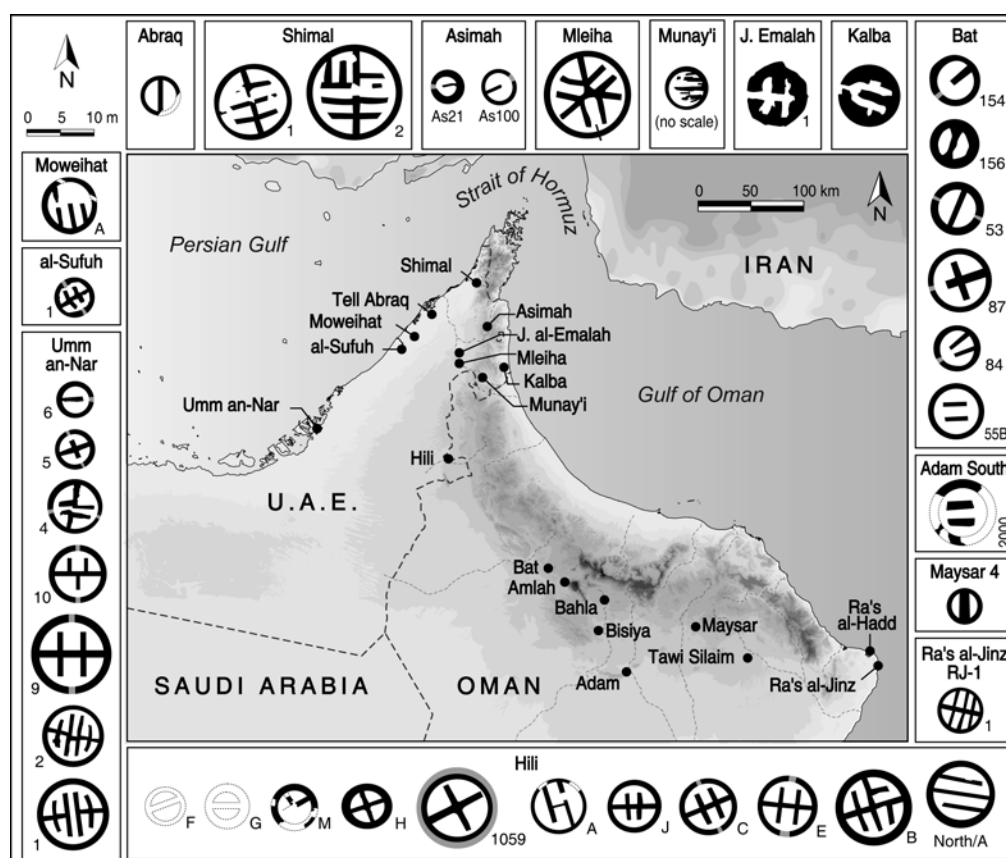 N
0 5 10 m
Abraq
Shimal
1
2
Asimah
As21
As100
Mleiha
Munay'i
(no scale)
J. Emalah
1
Kalba
Bat
154
156
53
87
84
55B
Moweihat
A
al-Sufuh
1
Umm
an-Nar
6
5
4
10
9
2
1
Strait of Hormuz
0 50 100 km
N
Persian Gulf
IRAN
Shimal
Tell Abraq
Moweihat
al-Sufuh
Asimah
J. al-Emalah
Mleiha
Kalba
Munay'i
Gulf of Oman
Umm an-Nar
Hili
U.A.E.
Bat
Amlah
Bahla
Bisiya
Maysar
Tawi Silaim
Adam
Ra's
al-Hadd
Ra's al-Jinz
SAUDI ARABIA
OMAN
Adam South
2000
Maysar 4
Ra's al-Jinz
RJ-1
1
Hili
F
G
M
H
1059
A
J
C
E
B
North/A